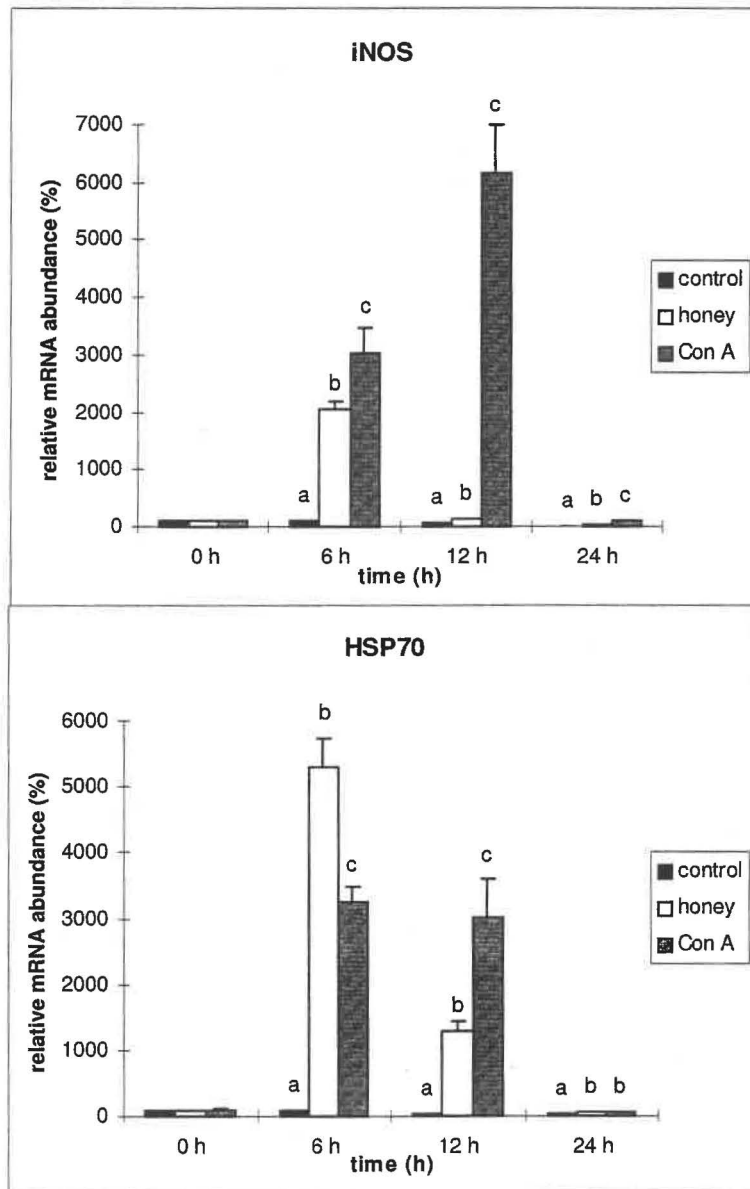 iNOS
relative mRNA abundance (%)
7000
6000
5000
4000
3000
2000
1000
0
c
c
b
a
a
b
a
b
c
0 h
6 h
12 h
24 h
time (h)
control
honey
Con A
HSP70
relative mRNA abundance (%)
6000
5000
4000
3000
2000
1000
0
b
c
c
b
a
a
a
b
b
0 h
6 h
12 h
24 h
time (h)
control
honey
Con A